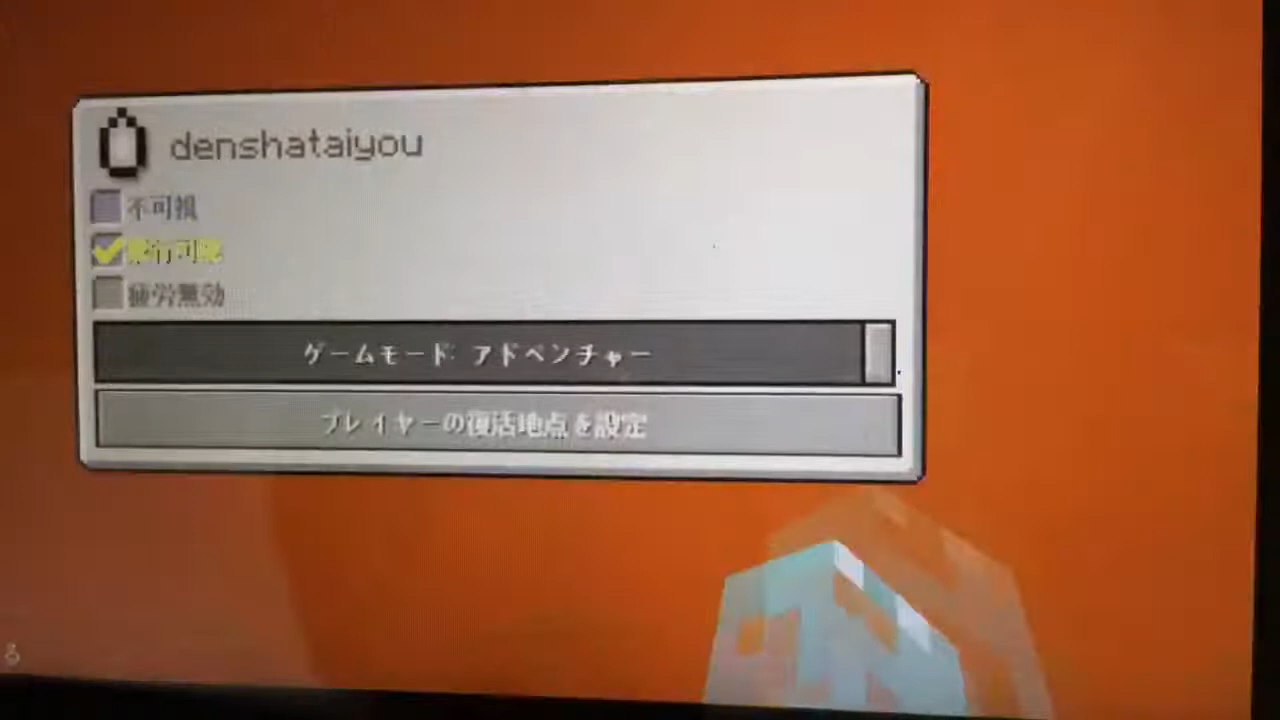 denshataiyou
不可視
飛行可能
疲労無効
ゲームモード: アドベンチャー
プレイヤーの復活地点を設定
る